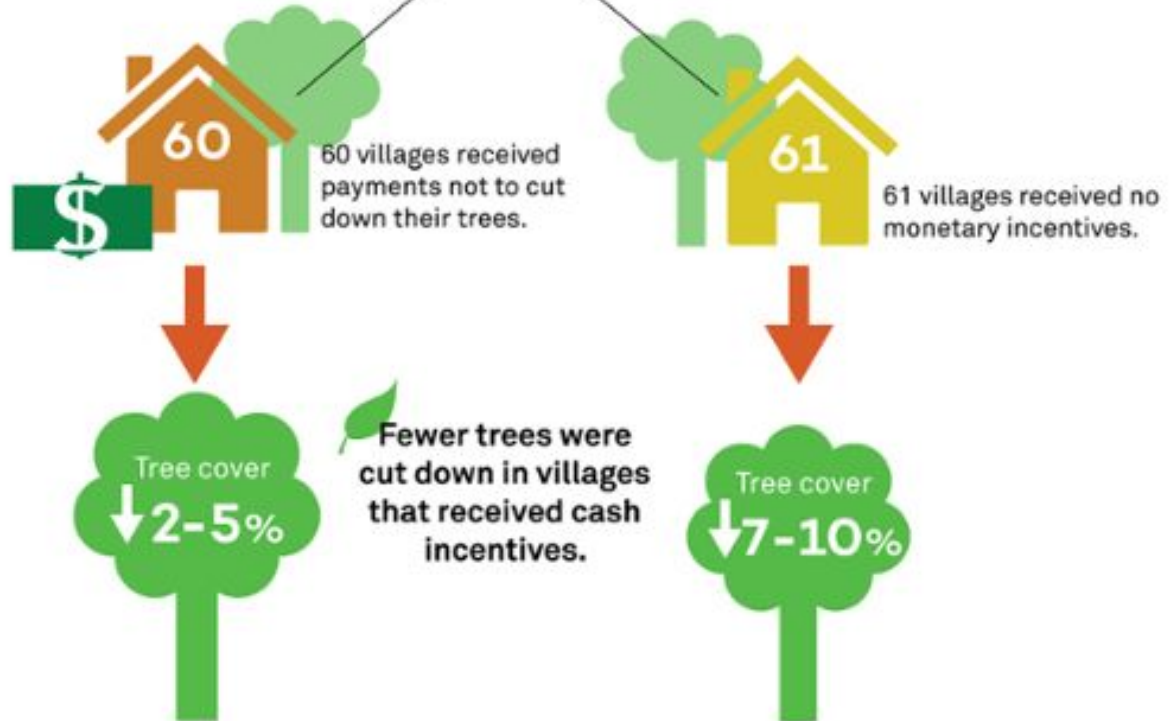 60
60 villages received
payments not to cut
down their trees.
$
61
61 villages received no
monetary incentives.
Tree cover
↓2-5%
Fewer trees were
cut down in villages
that received cash
incentives.
Tree cover
↓7-10%